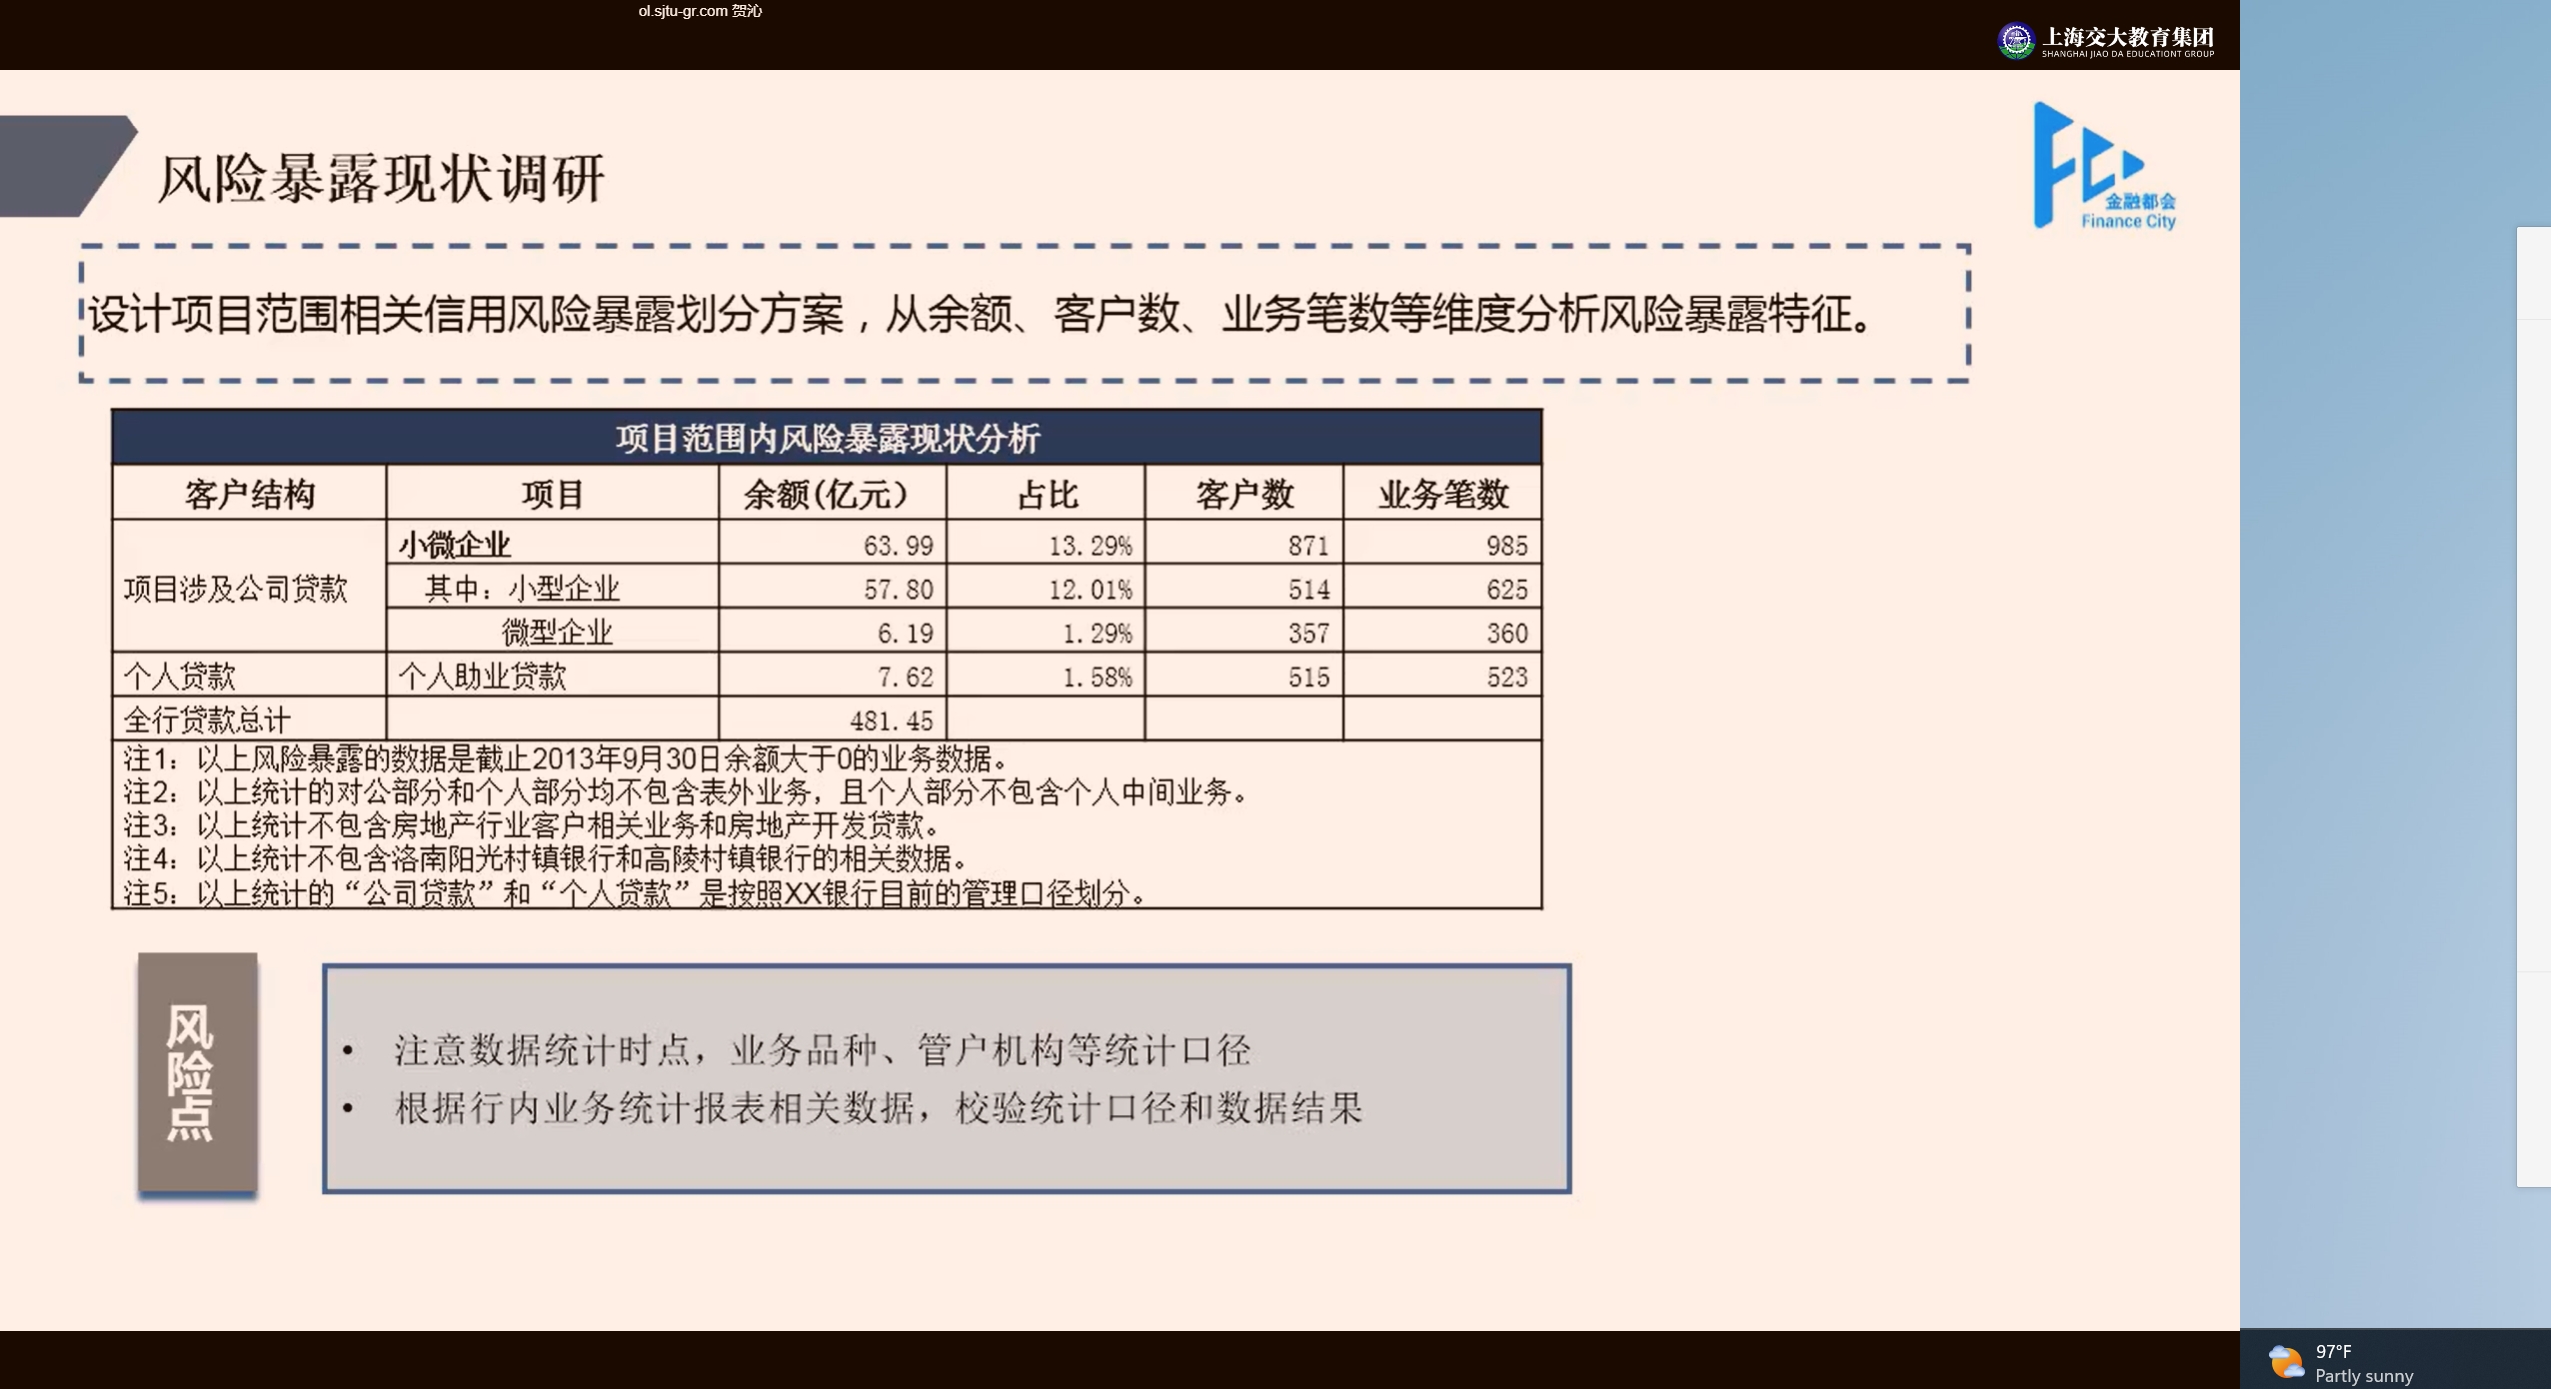 ol.sjtu-gr.com 贺沁
上海交大教育集团
SHANGHAI JIAO DA EDUCATIONT GROUP
风险暴露现状调研
金融都会
Finance City
设计项目范围相关信用风险暴露划分方案，从余额、客户数、业务笔数等维度分析风险暴露特征。
项目范围内风险暴露现状分析
客户结构 项目 余额(亿元) 占比 客户数 业务笔数
小微企业 63.99 13.29% 871 985
项目涉及公司贷款 其中：小型企业 57.80 12.01% 514 625
微型企业 6.19 1.29% 357 360
个人贷款 个人助业贷款 7.62 1.58% 515 523
全行贷款总计 481.45
注1：以上风险暴露的数据是截止2013年9月30日余额大于0的业务数据。
注2：以上统计的对公部分和个人部分均不包含表外业务，且个人部分不包含个人中间业务。
注3：以上统计不包含房地产行业客户相关业务和房地产开发贷款。
注4：以上统计不包含洛南阳光村镇银行和高陵村镇银行的相关数据。
注5：以上统计的“公司贷款”和“个人贷款”是按照XX银行目前的管理口径划分。
风险点
• 注意数据统计时点，业务品种、管户机构等统计口径
• 根据行内业务统计报表相关数据，校验统计口径和数据结果
97°F
Partly sunny